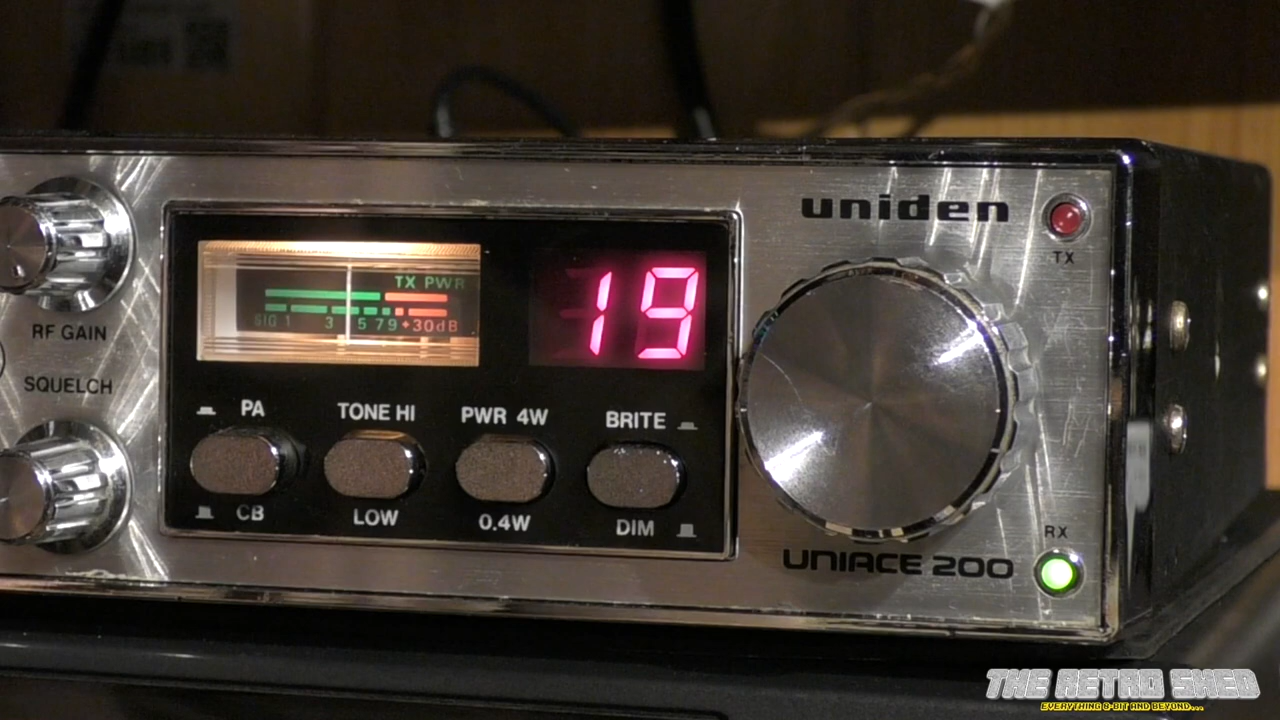 uniden
TX
TX PWR
SIG 1 3 5 7 9 +30dB
19
RF GAIN
SQUELCH
PA
TONE HI
PWR 4W
BRITE
CB
LOW
0.4W
DIM
RX
UNIACE 200
THE RETRO SHED
EVERYTHING 8-BIT AND BEYOND...